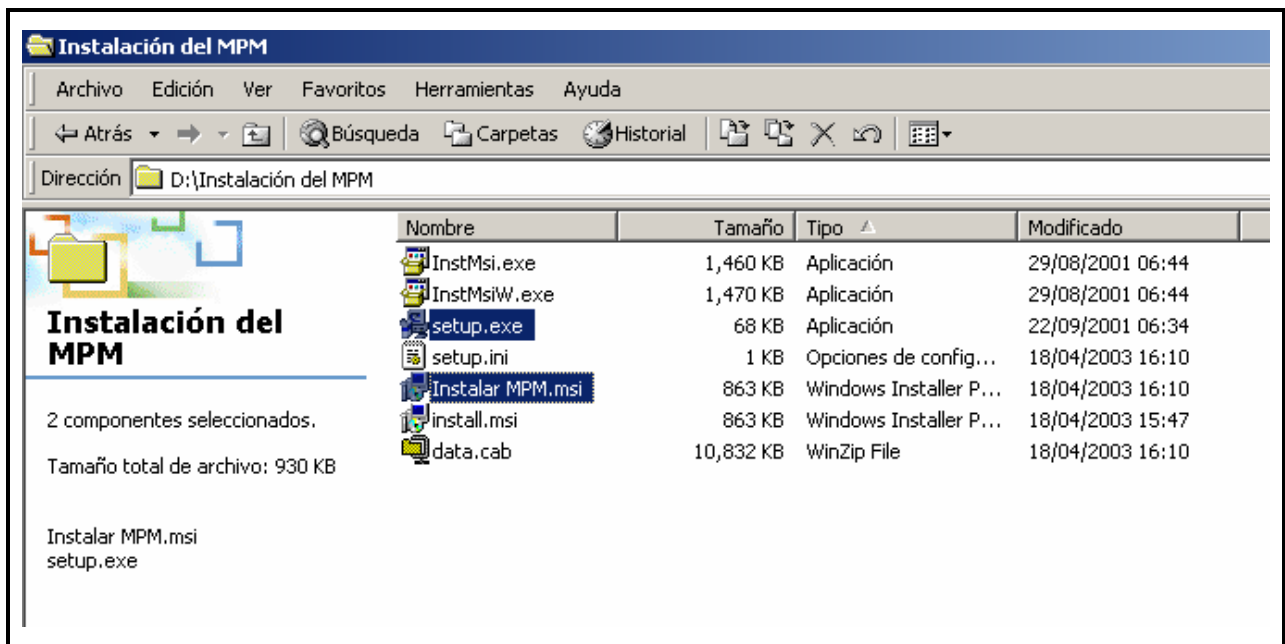 Instalación del MPM
Archivo Edición Ver Favoritos Herramientas Ayuda
Atrás Búsqueda Carpetas Historial
Dirección D:\Instalación del MPM
Nombre Tamaño Tipo Modificado
InstMsi.exe 1,460 KB Aplicación 29/08/2001 06:44
InstMsiW.exe 1,470 KB Aplicación 29/08/2001 06:44
setup.exe 68 KB Aplicación 22/09/2001 06:34
setup.ini 1 KB Opciones de config... 18/04/2003 16:10
Instalar MPM.msi 863 KB Windows Installer P... 18/04/2003 16:10
install.msi 863 KB Windows Installer P... 18/04/2003 15:47
data.cab 10,832 KB WinZip File 18/04/2003 16:10
Instalación del
MPM
2 componentes seleccionados.
Tamaño total de archivo: 930 KB
Instalar MPM.msi
setup.exe